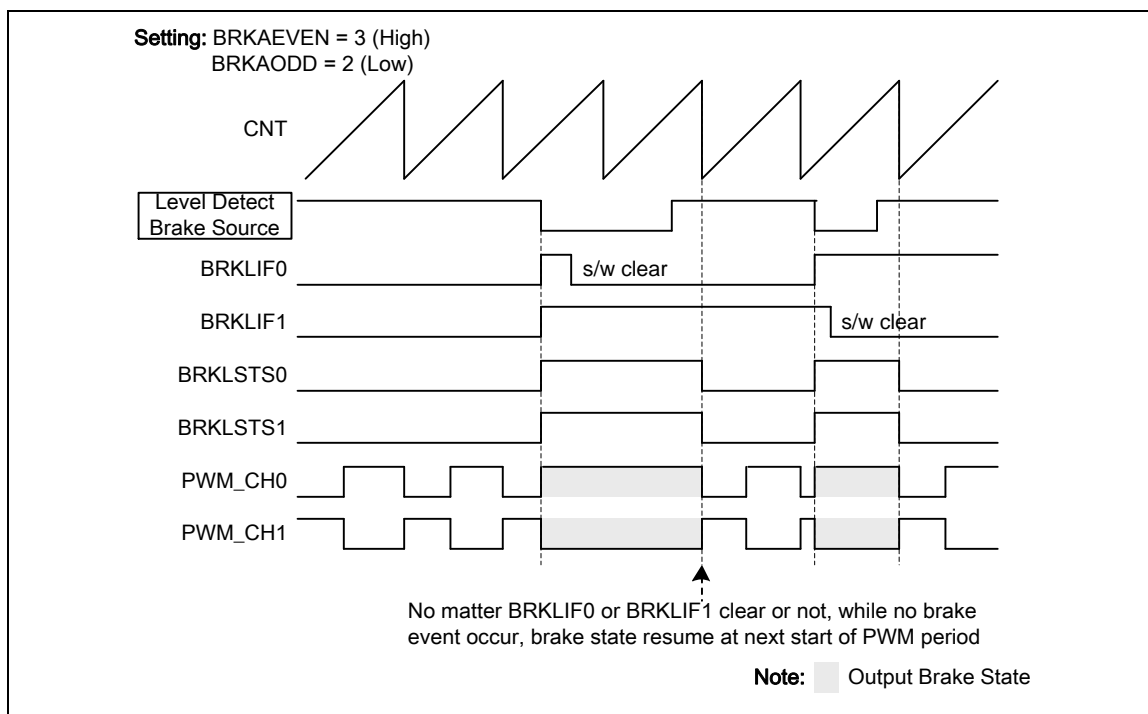 Setting: BRKAEVEN = 3 (High)
BRKAODD = 2 (Low)
CNT
Level Detect
Brake Source
BRKLIF0
s/w clear
BRKLIF1
s/w clear
BRKLSTS0
BRKLSTS1
PWM_CH0
PWM_CH1
No matter BRKLIF0 or BRKLIF1 clear or not, while no brake
event occur, brake state resume at next start of PWM period
Note: Output Brake State